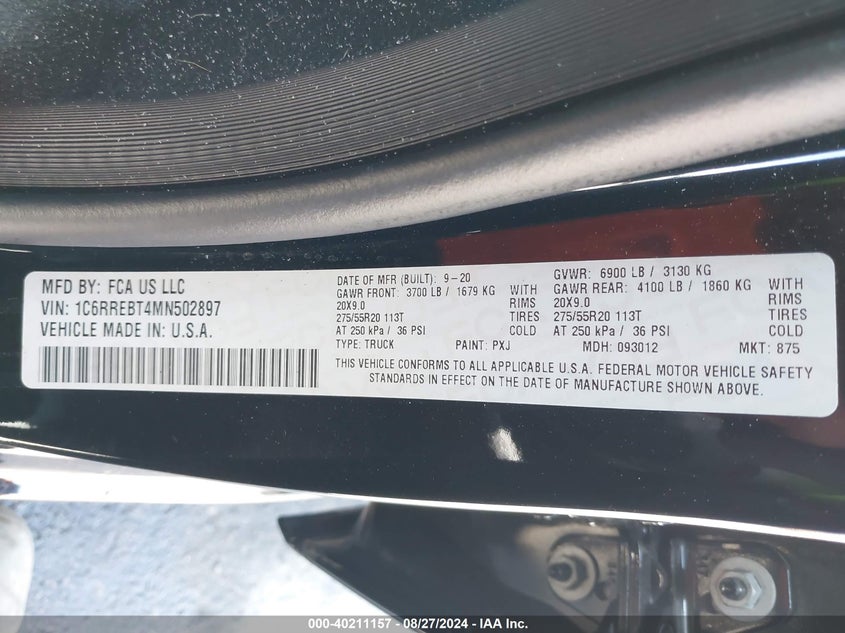 MFD BY: FCA US LLC
VIN: 1C6RREBT4MN502897
VEHICLE MADE IN: U.S.A.
DATE OF MFR (BUILT): 9-20
GVWR: 6900 LB / 3130 KG
GAWR FRONT: 3700 LB / 1679 KG WITH
GAWR REAR: 4100 LB / 1860 KG WITH
20X9.0 RIMS
20X9.0 RIMS
275/55R20 113T TIRES
275/55R20 113T TIRES
AT 250 kPa / 36 PSI COLD
AT 250 kPa / 36 PSI COLD
TYPE: TRUCK PAINT: PXJ MDH: 093012 MKT: 875
THIS VEHICLE CONFORMS TO ALL APPLICABLE U.S.A. FEDERAL MOTOR VEHICLE SAFETY
STANDARDS IN EFFECT ON THE DATE OF MANUFACTURE SHOWN ABOVE.
000-40211157 - 08/27/2024 - IAA Inc.